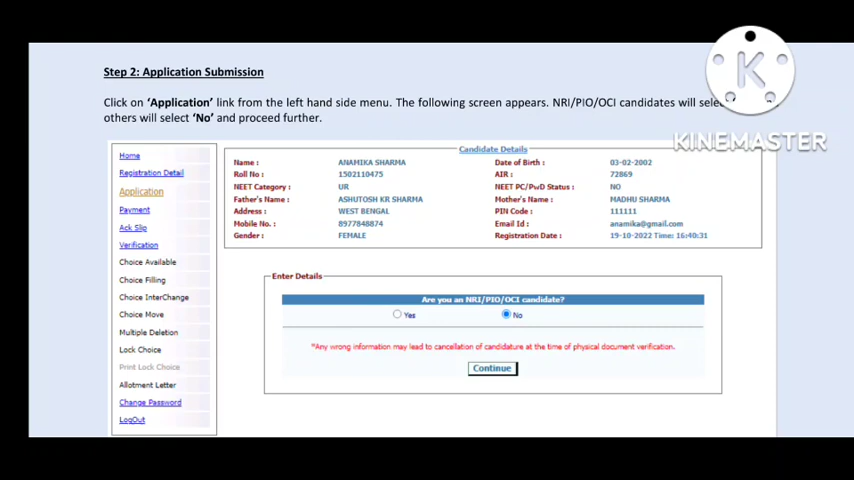 Step 2: Application Submission
Click on ‘Application’ link from the left hand side menu. The following screen appears. NRI/PIO/OCI candidates will
others will select ‘No’ and proceed further.
K
KINEMASTER
Home
Registration Detail
Application
Payment
Ack Slip
Verification
Choice Available
Choice Filling
Choice InterChange
Choice Move
Multiple Deletion
Lock Choice
Print Lock Choice
Allotment Letter
Change Password
LogOut
Candidate Details
Name : ANAMIKA SHARMA Date of Birth : 03-02-2002
Roll No : 1502110475 AIR : 72869
NEET Category : UR NEET PC/PwD Status : NO
Father's Name : ASHUTOSH KR SHARMA Mother's Name : MADHU SHARMA
Address : WEST BENGAL PIN Code : 111111
Mobile No. : 8977848874 Email Id : anamika@gmail.com
Gender : FEMALE Registration Date : 19-10-2022 Time: 16:40:31
Enter Details
Are you an NRI/PIO/OCI candidate?
Yes No
*Any wrong information may lead to cancellation of candidature at the time of physical document verification.
Continue